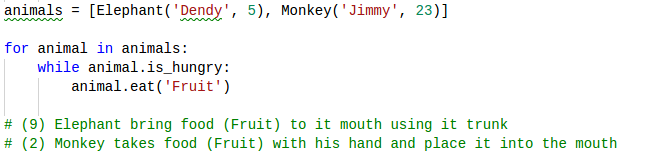 animals = [Elephant('Dendy', 5), Monkey('Jimmy', 23)]
for animal in animals:
while animal.is_hungry:
animal.eat('Fruit')
# (9) Elephant bring food (Fruit) to it mouth using it trunk
# (2) Monkey takes food (Fruit) with his hand and place it into the mouth